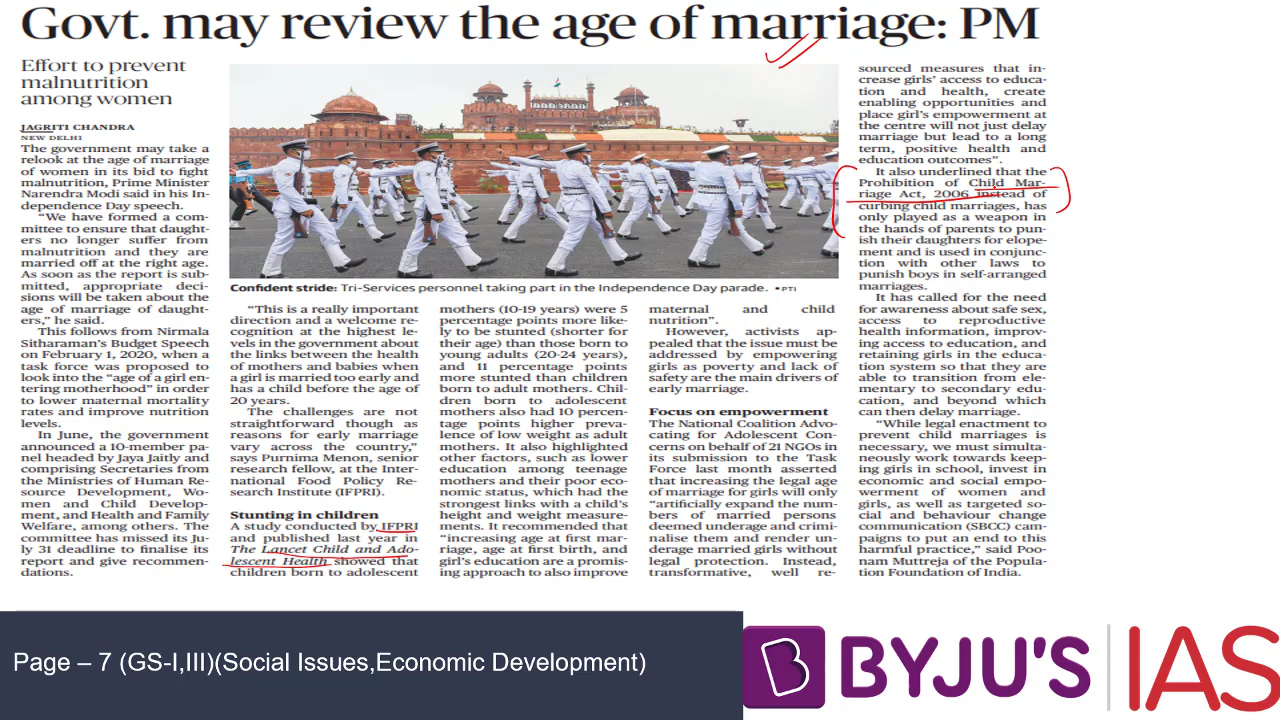 Govt. may review the age of marriage: PM
Effort to prevent
malnutrition
among women
JAGRITI CHANDRA
NEW DELHI
The government may take a
relook at the age of marriage
of women in its bid to fight
malnutrition, Prime Minister
Narendra Modi said in his In-
dependence Day speech.
“We have formed a com-
mittee to ensure that daught-
ers no longer suffer from
malnutrition and they are
married off at the right age.
As soon as the report is sub-
mitted, appropriate deci-
sions will be taken about the
age of marriage of daught-
ers,” he said.
This follows from Nirmala
Sitharaman’s Budget Speech
on February 1, 2020, when a
task force was proposed to
look into the “age of a girl en-
tering motherhood” in order
to lower maternal mortality
rates and improve nutrition
levels.
In June, the government
announced a 10-member pa-
nel headed by Jaya Jaitly and
comprising Secretaries from
the Ministries of Human Re-
source Development, Wo-
men and Child Develop-
ment, and Health and Family
Welfare, among others. The
committee has missed its Ju-
ly 31 deadline to finalise its
report and give recommen-
dations.
Confident stride: Tri-Services personnel taking part in the Independence Day parade. •PTI
“This is a really important
direction and a welcome re-
cognition at the highest le-
vels in the government about
the links between the health
of mothers and babies when
a girl is married too early and
has a child before the age of
20 years.
The challenges are not
straightforward though as
reasons for early marriage
vary across the country,”
says Purnima Menon, senior
research fellow, at the Inter-
national Food Policy Re-
search Institute (IFPRI).
Stunting in children
A study conducted by IFPRI
and published last year in
The Lancet Child and Ado-
lescent Health showed that
children born to adolescent
mothers (10-19 years) were 5
percentage points more like-
ly to be stunted (shorter for
their age) than those born to
young adults (20-24 years),
and 11 percentage points
more stunted than children
born to adult mothers. Chil-
dren born to adolescent
mothers also had 10 percen-
tage points higher preva-
lence of low weight as adult
mothers. It also highlighted
other factors, such as lower
education among teenage
mothers and their poor eco-
nomic status, which had the
strongest links with a child’s
height and weight measure-
ments. It recommended that
“increasing age at first mar-
riage, age at first birth, and
girl’s education are a promis-
ing approach to also improve
maternal and child
nutrition”.
However, activists ap-
pealed that the issue must be
addressed by empowering
girls as poverty and lack of
safety are the main drivers of
early marriage.
Focus on empowerment
The National Coalition Advo-
cating for Adolescent Con-
cerns on behalf of 21 NGOs in
its submission to the Task
Force last month asserted
that increasing the legal age
of marriage for girls will only
“artificially expand the num-
bers of married persons
deemed underage and crimi-
nalise them and render un-
derage married girls without
legal protection. Instead,
transformative, well re-
sourced measures that in-
crease girls’ access to educa-
tion and health, create
enabling opportunities and
place girl’s empowerment at
the centre will not just delay
marriage but lead to a long
term, positive health and
education outcomes”.
It also underlined that the
Prohibition of Child Mar-
riage Act, 2006 instead of
curbing child marriages, has
only played as a weapon in
the hands of parents to pun-
ish their daughters for elope-
ment and is used in conjunc-
tion with other laws to
punish boys in self-arranged
marriages.
It has called for the need
for awareness about safe sex,
access to reproductive
health information, improv-
ing access to education, and
retaining girls in the educa-
tion system so that they are
able to transition from ele-
mentary to secondary edu-
cation, and beyond which
can then delay marriage.
“While legal enactment to
prevent child marriages is
necessary, we must simulta-
neously work towards keep-
ing girls in school, invest in
economic and social empo-
werment of women and
girls, as well as targeted so-
cial and behaviour change
communication (SBCC) cam-
paigns to put an end to this
harmful practice,” said Poo-
nam Muttreja of the Popula-
tion Foundation of India.
Page – 7 (GS-I,III)(Social Issues,Economic Development)
BYJU'S IAS